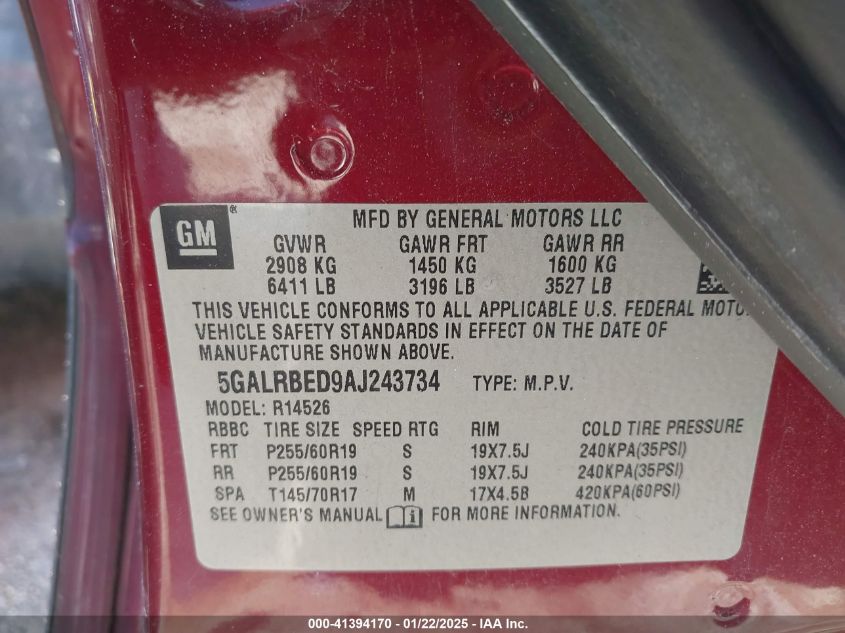 GM ® MFD BY GENERAL MOTORS LLC
GVWR GAWR FRT GAWR RR
2908 KG 1450 KG 1600 KG
6411 LB 3196 LB 3527 LB
THIS VEHICLE CONFORMS TO ALL APPLICABLE U.S. FEDERAL
VEHICLE SAFETY STANDARDS IN EFFECT ON THE DATE OF
MANUFACTURE SHOWN ABOVE.
5GALRBED9AJ243734 TYPE: M.P.V.
MODEL: R14526
RBBC TIRE SIZE SPEED RTG RIM COLD TIRE PRESSURE
FRT P255/60R19 S 19X7.5J 240KPA(35PSI)
RR P255/60R19 S 19X7.5J 240KPA(35PSI)
SPA T145/70R17 M 17X4.5B 420KPA(60PSI)
SEE OWNER'S MANUAL FOR MORE INFORMATION.
000-41394170 - 01/22/2025 - IAA Inc.